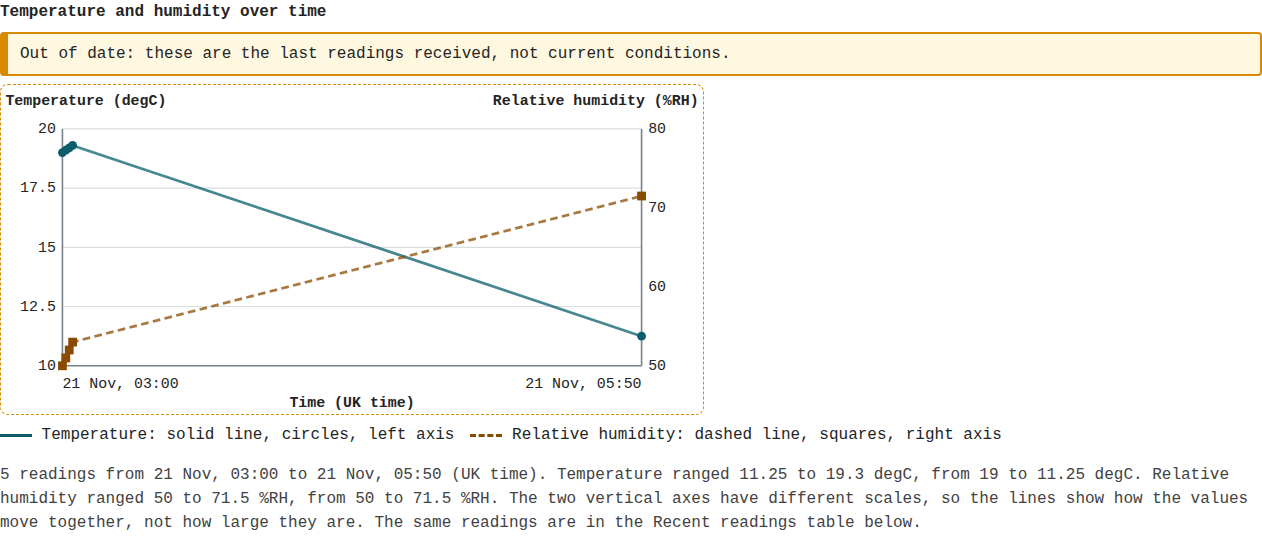 Temperature and humidity over time
Out of date: these are the last readings received, not current conditions.
Temperature (degC)
Relative humidity (%RH)
20
80
17.5
70
15
60
12.5
10
50
21 Nov, 03:00
21 Nov, 05:50
Time (UK time)
Temperature: solid line, circles, left axis
Relative humidity: dashed line, squares, right axis
5 readings from 21 Nov, 03:00 to 21 Nov, 05:50 (UK time). Temperature ranged 11.25 to 19.3 degC, from 19 to 11.25 degC. Relative
humidity ranged 50 to 71.5 %RH, from 50 to 71.5 %RH. The two vertical axes have different scales, so the lines show how the values
move together, not how large they are. The same readings are in the Recent readings table below.